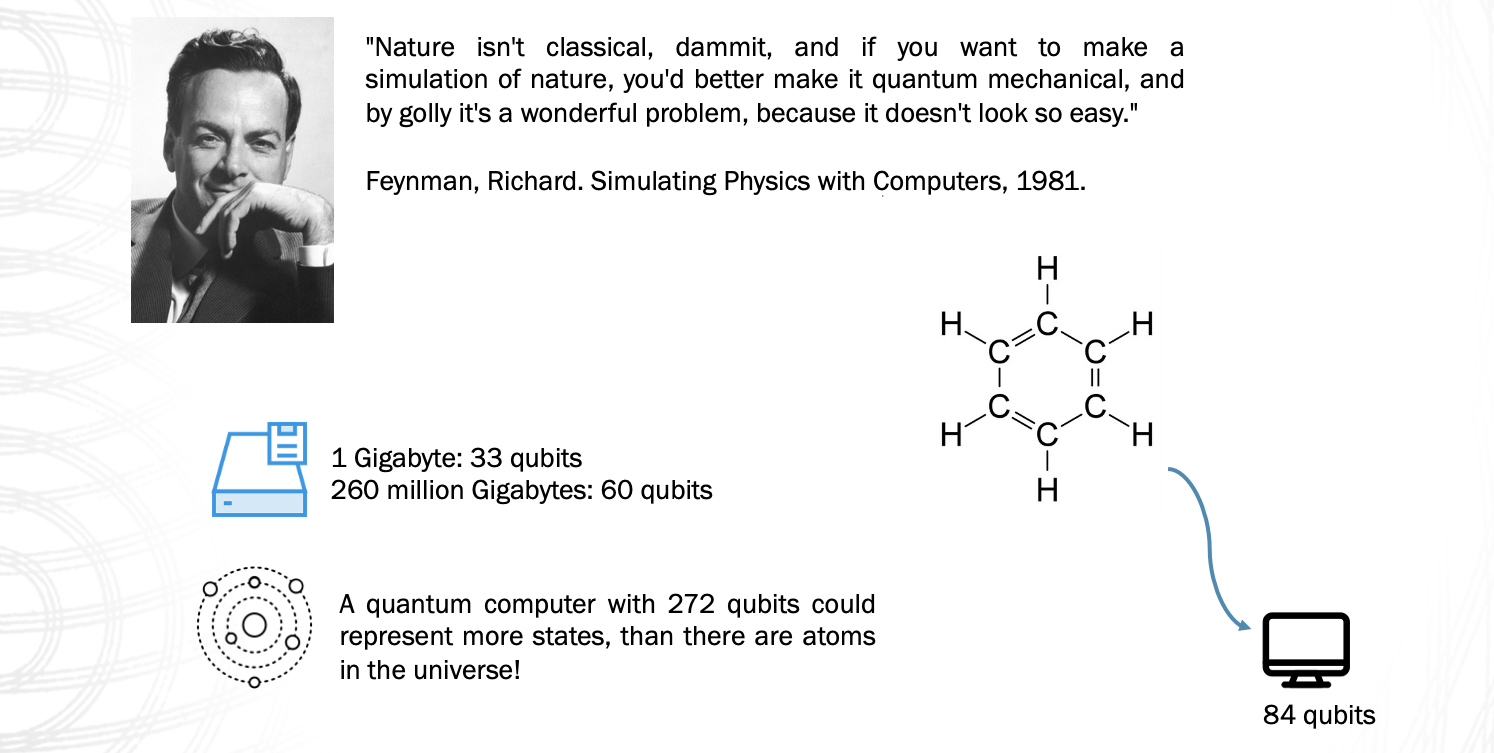 "Nature isn't classical, dammit, and if you want to make a
simulation of nature, you'd better make it quantum mechanical, and
by golly it's a wonderful problem, because it doesn't look so easy."
Feynman, Richard. Simulating Physics with Computers, 1981.
H
H C H
C C
C C
H C H
H
1 Gigabyte: 33 qubits
260 million Gigabytes: 60 qubits
A quantum computer with 272 qubits could
represent more states, than there are atoms
in the universe!
84 qubits